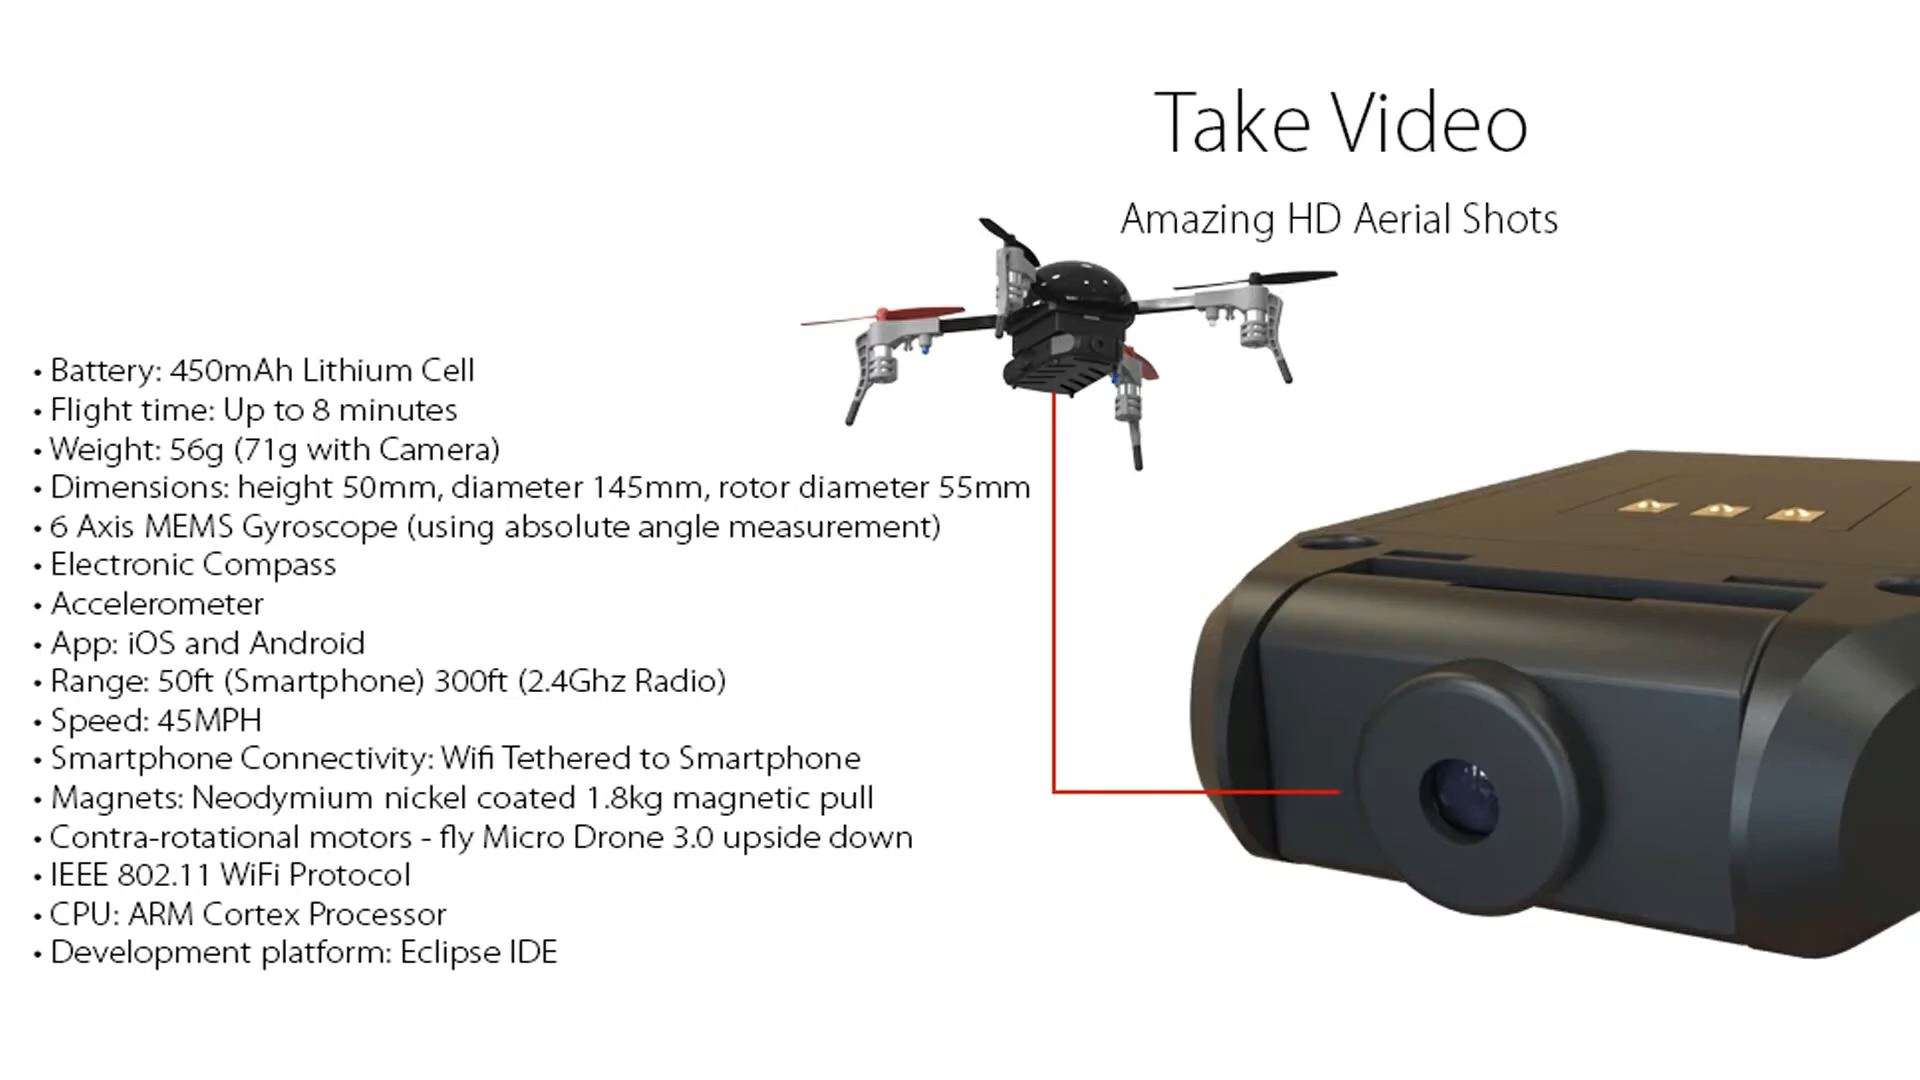 Take Video
Amazing HD Aerial Shots
• Battery: 450mAh Lithium Cell
• Flight time: Up to 8 minutes
• Weight: 56g (71g with Camera)
• Dimensions: height 50mm, diameter 145mm, rotor diameter 55mm
• 6 Axis MEMS Gyroscope (using absolute angle measurement)
• Electronic Compass
• Accelerometer
• App: iOS and Android
• Range: 50ft (Smartphone) 300ft (2.4Ghz Radio)
• Speed: 45MPH
• Smartphone Connectivity: Wifi Tethered to Smartphone
• Magnets: Neodymium nickel coated 1.8kg magnetic pull
• Contra-rotational motors - fly Micro Drone 3.0 upside down
• IEEE 802.11 WiFi Protocol
• CPU: ARM Cortex Processor
• Development platform: Eclipse IDE